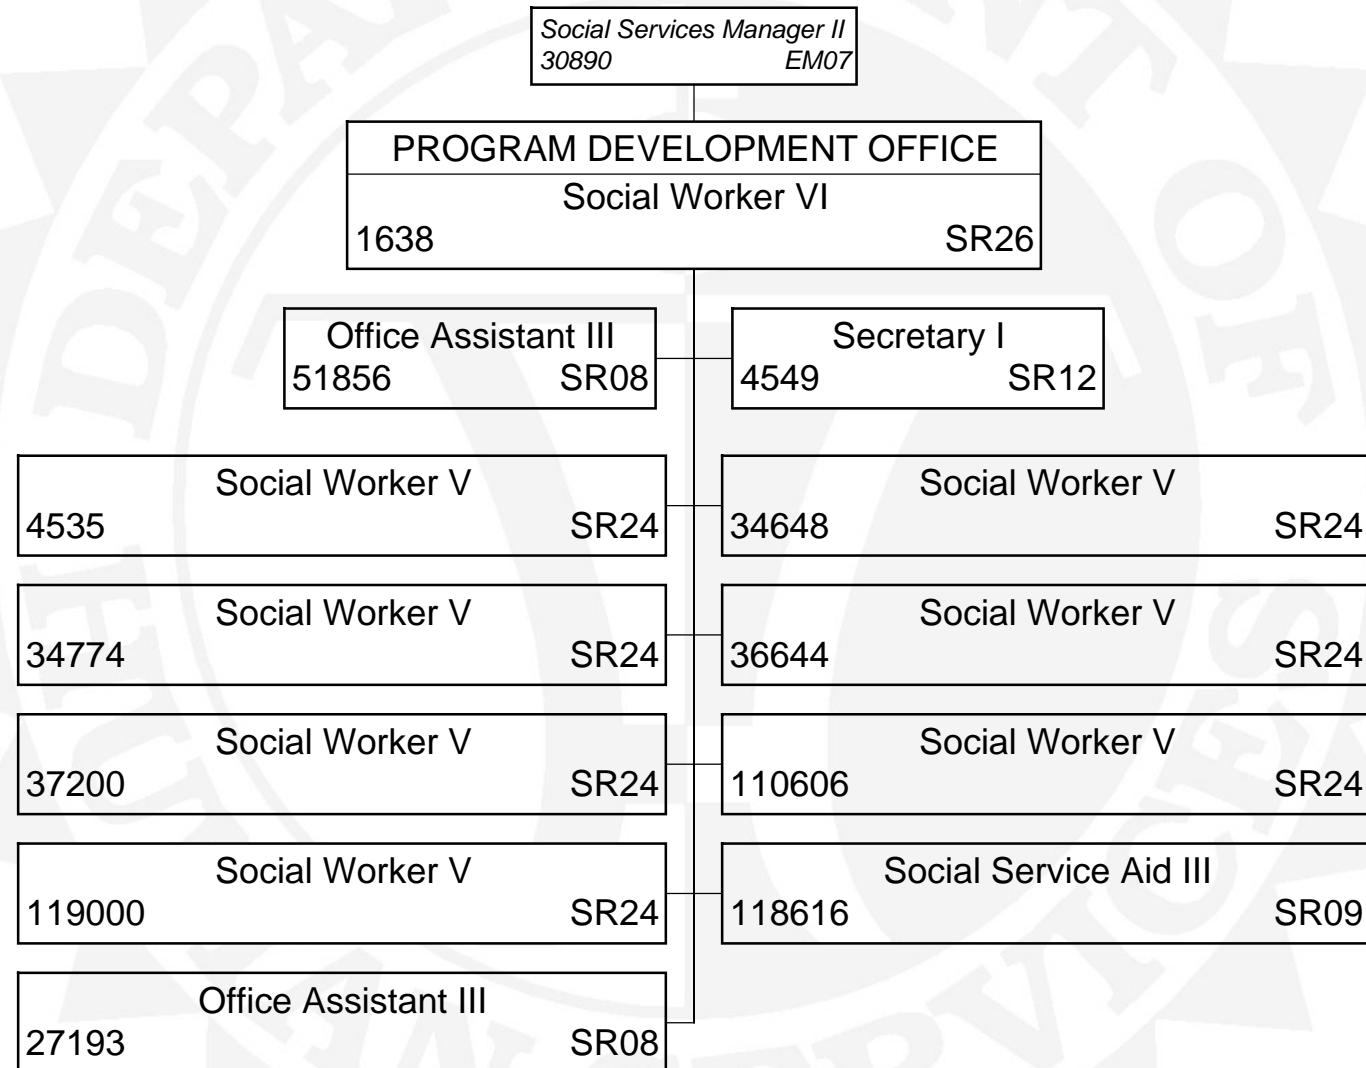 Social Services Manager II
30890 EM07
PROGRAM DEVELOPMENT OFFICE
Social Worker VI
1638 SR26
Office Assistant III
51856 SR08
Secretary I
4549 SR12
Social Worker V
4535 SR24
Social Worker V
34648 SR24
Social Worker V
34774 SR24
Social Worker V
36644 SR24
Social Worker V
37200 SR24
Social Worker V
110606 SR24
Social Worker V
119000 SR24
Social Service Aid III
118616 SR09
Office Assistant III
27193 SR08